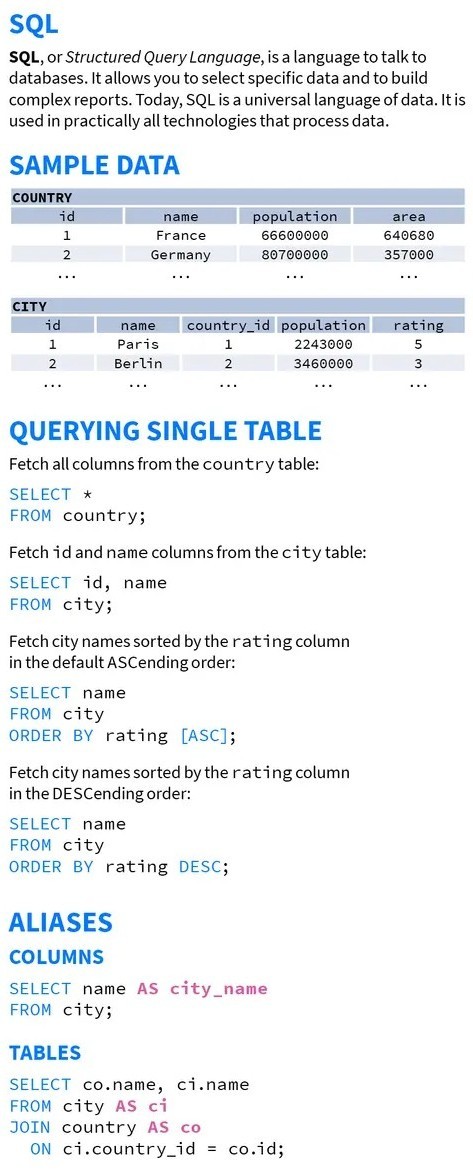 SQL
SQL, or Structured Query Language, is a language to talk to
databases. It allows you to select specific data and to build
complex reports. Today, SQL is a universal language of data. It is
used in practically all technologies that process data.
SAMPLE DATA
COUNTRY
id name population area
1 France 66600000 640680
2 Germany 80700000 357000
... ... ... ...
CITY
id name country_id population rating
1 Paris 1 2243000 5
2 Berlin 2 3460000 3
... ... ... ... ...
QUERYING SINGLE TABLE
Fetch all columns from the country table:
SELECT *
FROM country;
Fetch id and name columns from the city table:
SELECT id, name
FROM city;
Fetch city names sorted by the rating column
in the default ASCending order:
SELECT name
FROM city
ORDER BY rating [ASC];
Fetch city names sorted by the rating column
in the DESCending order:
SELECT name
FROM city
ORDER BY rating DESC;
ALIASES
COLUMNS
SELECT name AS city_name
FROM city;
TABLES
SELECT co.name, ci.name
FROM city AS ci
JOIN country AS co
ON ci.country_id = co.id;